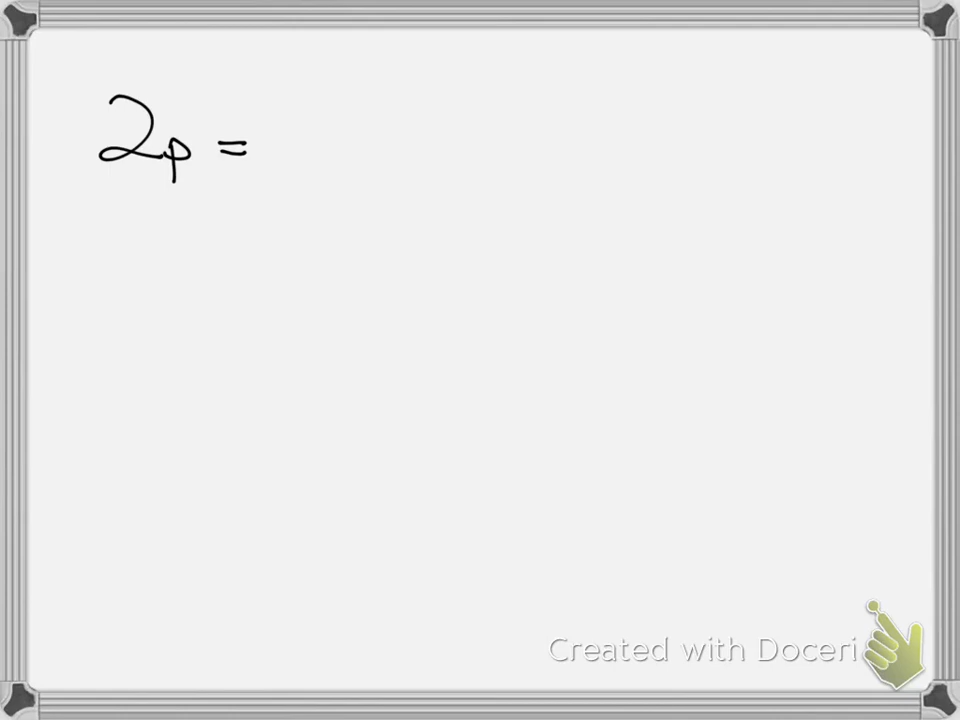 2p =
Created with Doceri